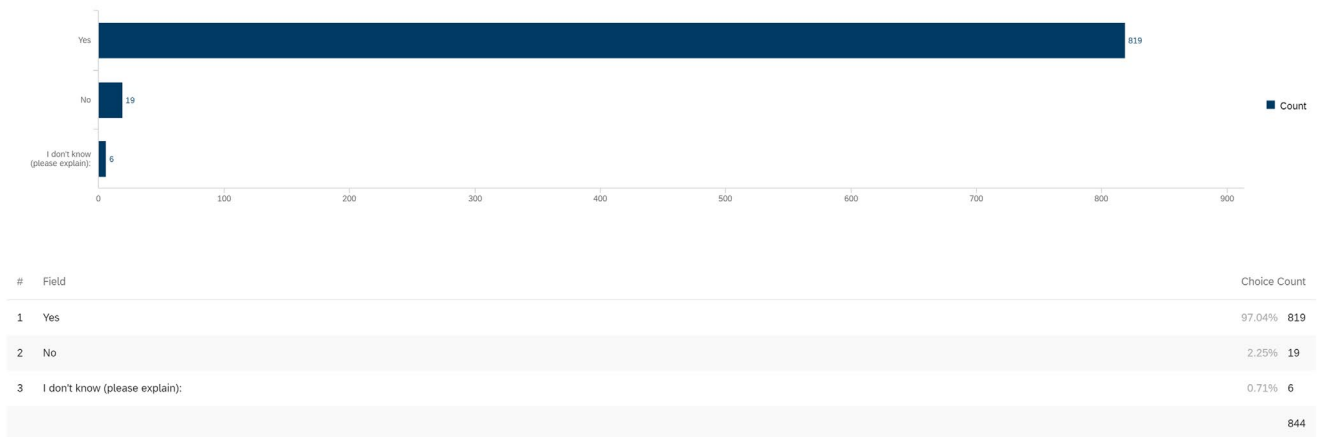 Yes
819
No
19
Count
I don't know
(please explain):
6
0 100 200 300 400 500 600 700 800 900
# Field Choice Count
1 Yes 97.04% 819
2 No 2.25% 19
3 I don't know (please explain): 0.71% 6
844